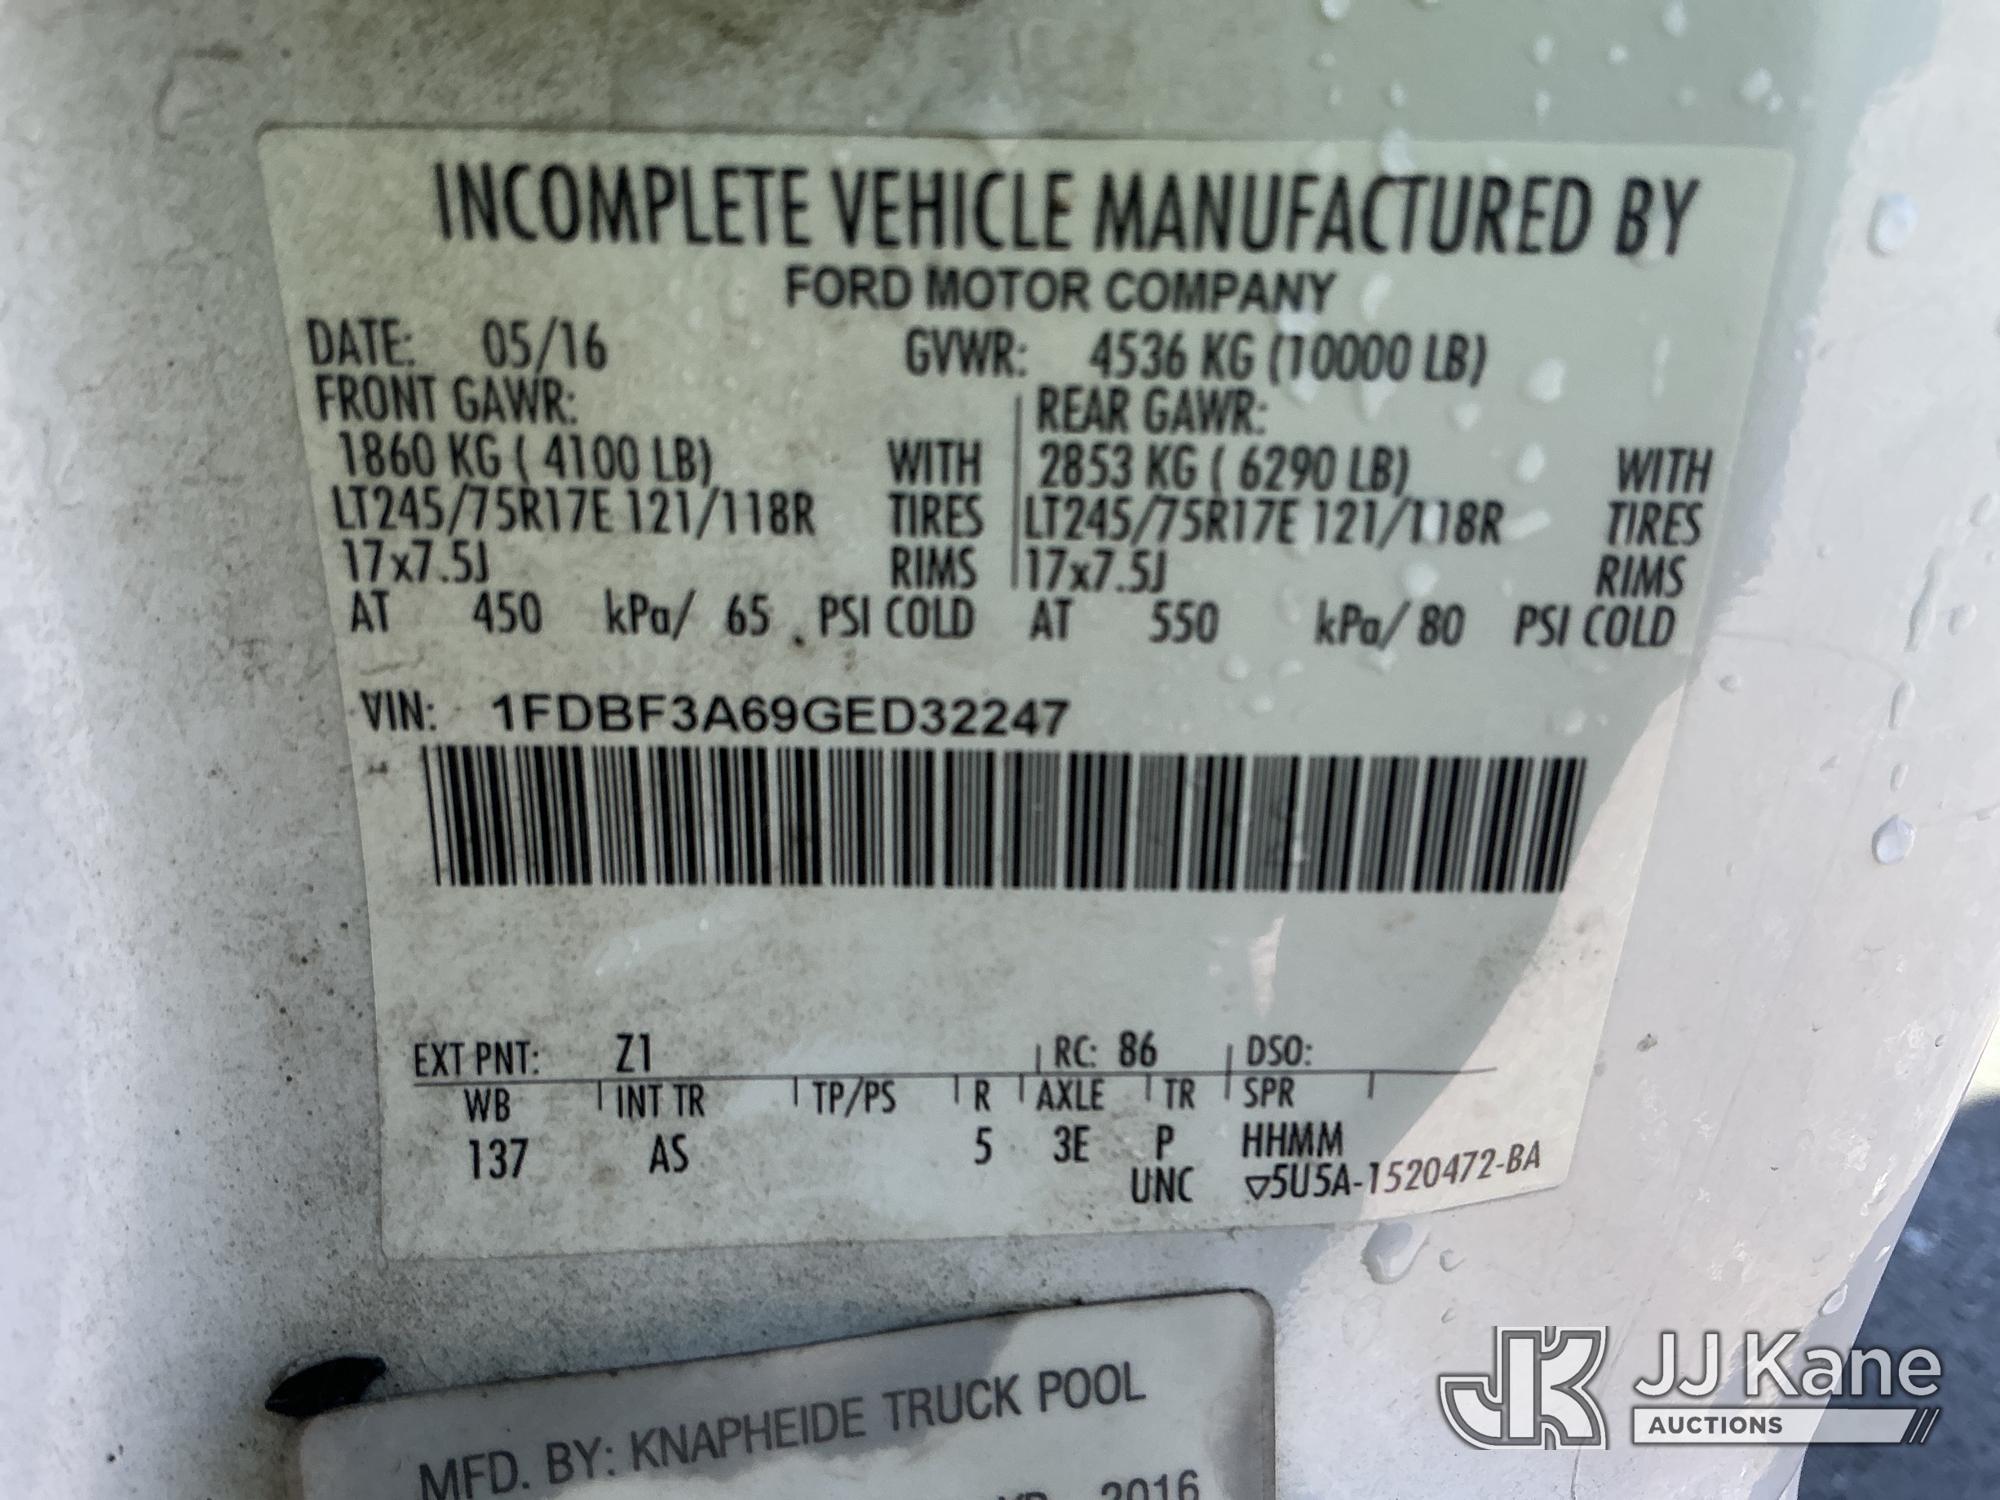 INCOMPLETE VEHICLE MANUFACTURED BY
FORD MOTOR COMPANY
DATE: 05/16 GVWR: 4536 KG (10000 LB)
FRONT GAWR: REAR GAWR:
1860 KG ( 4100 LB) WITH 2853 KG ( 6290 LB) WITH
LT245/75R17E 121/118R TIRES LT245/75R17E 121/118R TIRES
17x7.5J RIMS 17x7.5J RIMS
AT 450 kPa/ 65 PSI COLD AT 550 kPa/ 80 PSI COLD
VIN: 1FDBF3A69GED32247
EXT PNT: Z1 RC: 86 DSO:
WB INT TR TP/PS R AXLE TR SPR
137 AS 5 3E P HHMM
UNC ▽5U5A-1520472-BA
MFD. BY: KNAPHEIDE TRUCK POOL
2016
JK JJ Kane
AUCTIONS